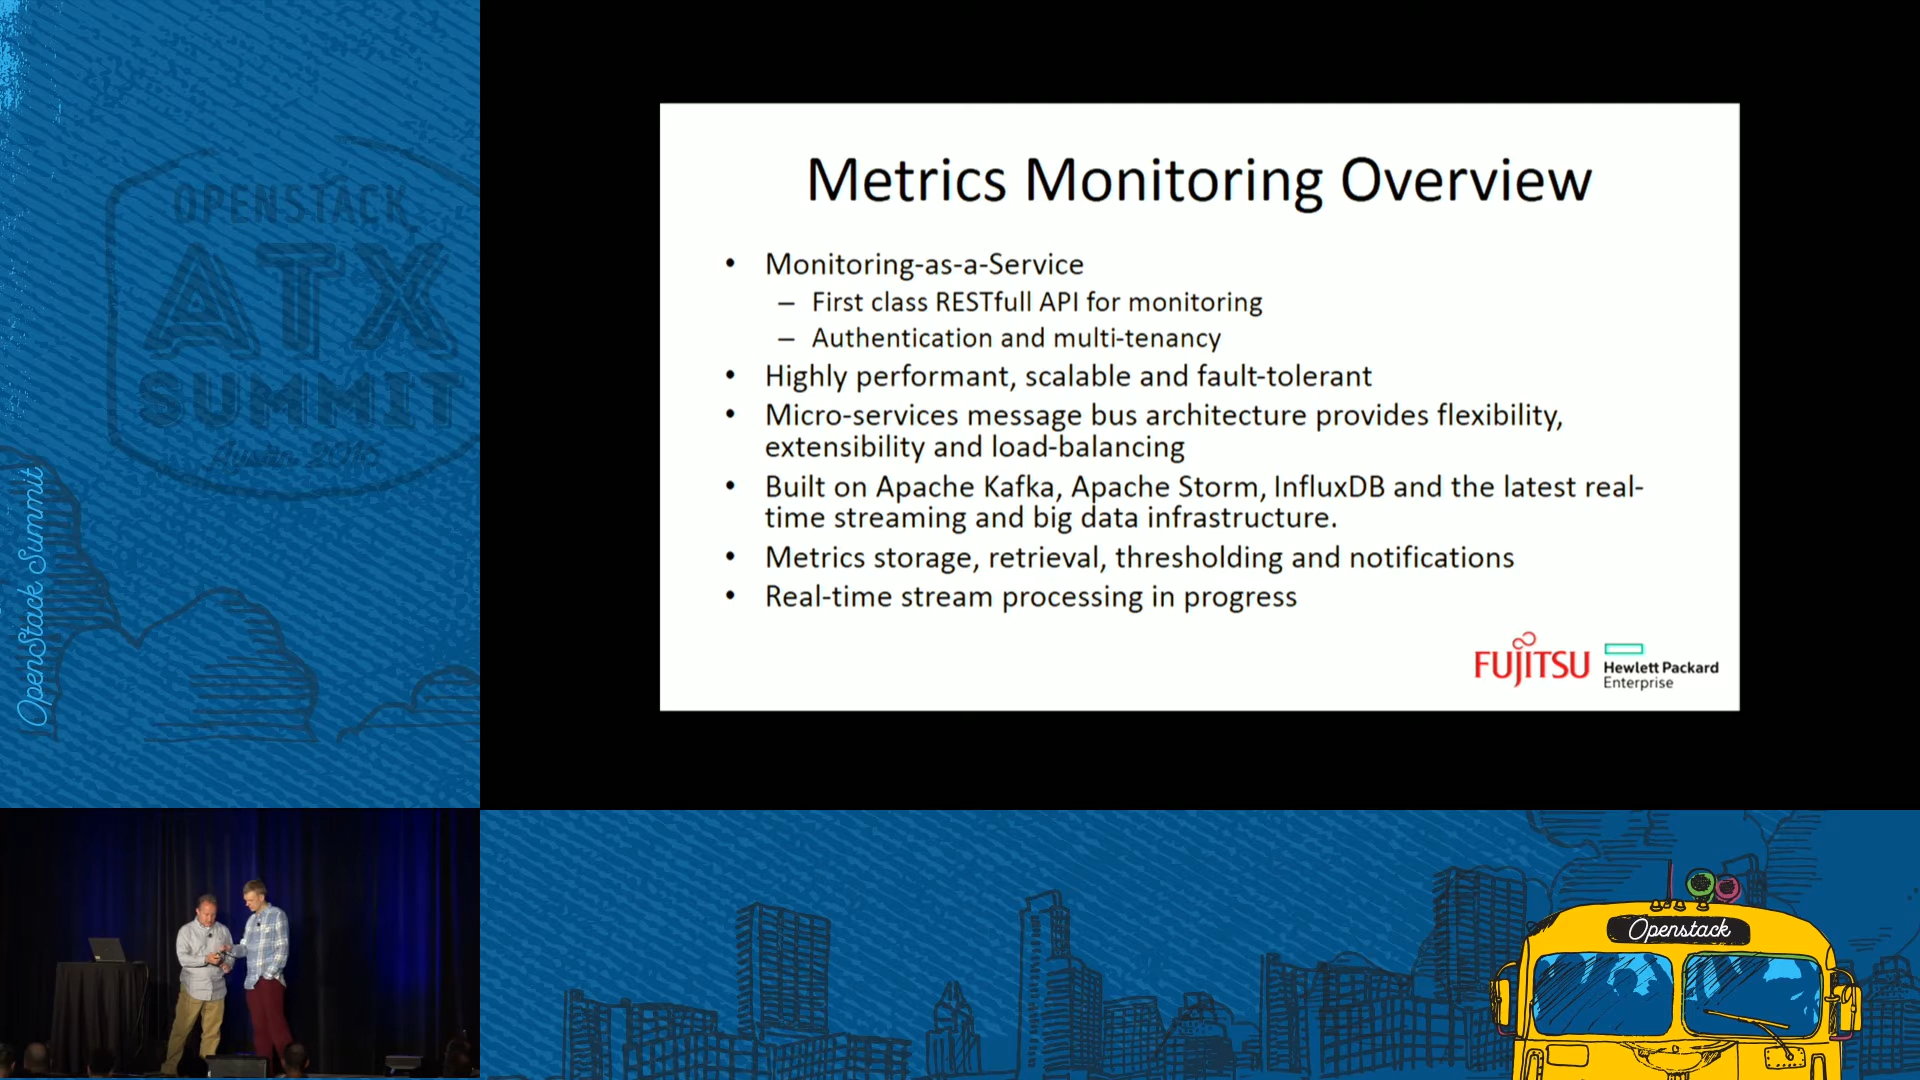 OPENSTACK
ATX
SUMMIT
Austin 2016
OpenStack Summit
Metrics Monitoring Overview
• Monitoring-as-a-Service
– First class RESTfull API for monitoring
– Authentication and multi-tenancy
• Highly performant, scalable and fault-tolerant
• Micro-services message bus architecture provides flexibility,
extensibility and load-balancing
• Built on Apache Kafka, Apache Storm, InfluxDB and the latest real-
time streaming and big data infrastructure.
• Metrics storage, retrieval, thresholding and notifications
• Real-time stream processing in progress
FUJITSU
Hewlett Packard
Enterprise
Openstack